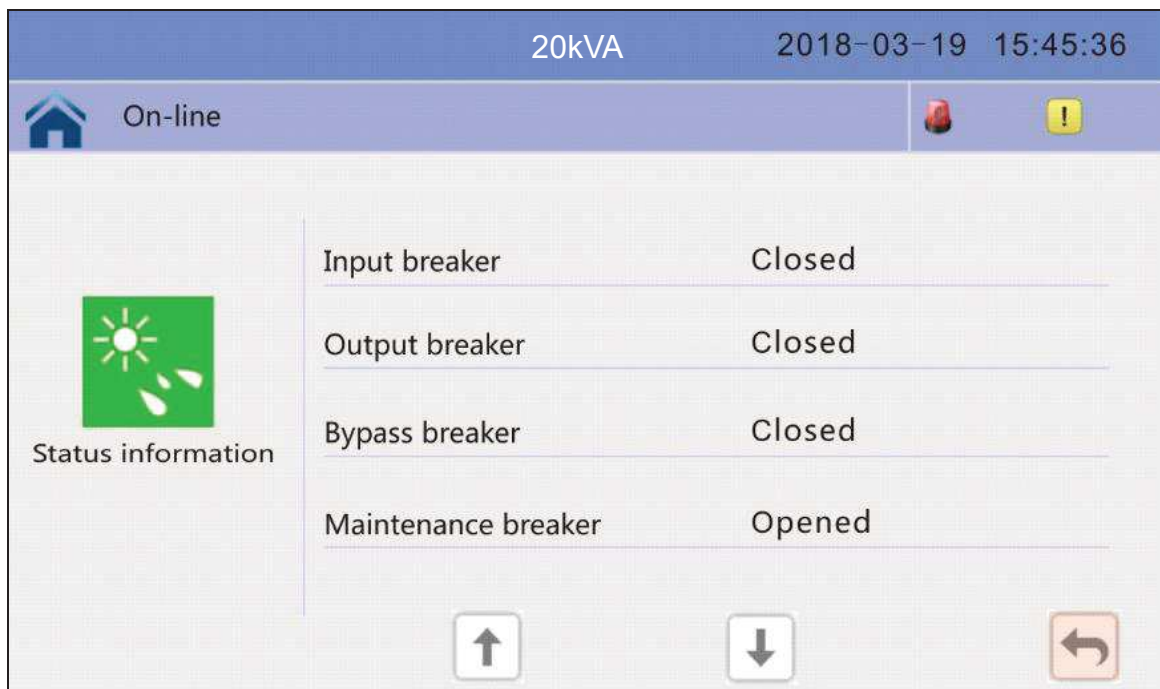 20kVA 2018-03-19 15:45:36
On-line
!
Input breaker Closed
Output breaker Closed
Bypass breaker Closed
Status information
Maintenance breaker Opened